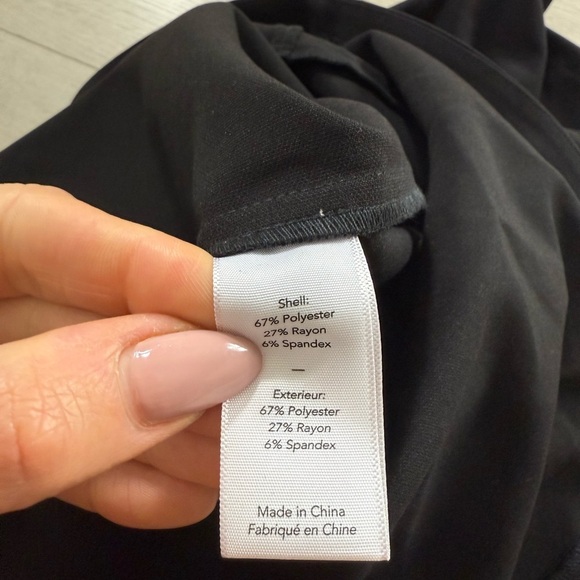 Shell:
67% Polyester
27% Rayon
6% Spandex
—
Exterieur:
67% Polyester
27% Rayon
6% Spandex
Made in China
Fabriqué en Chine